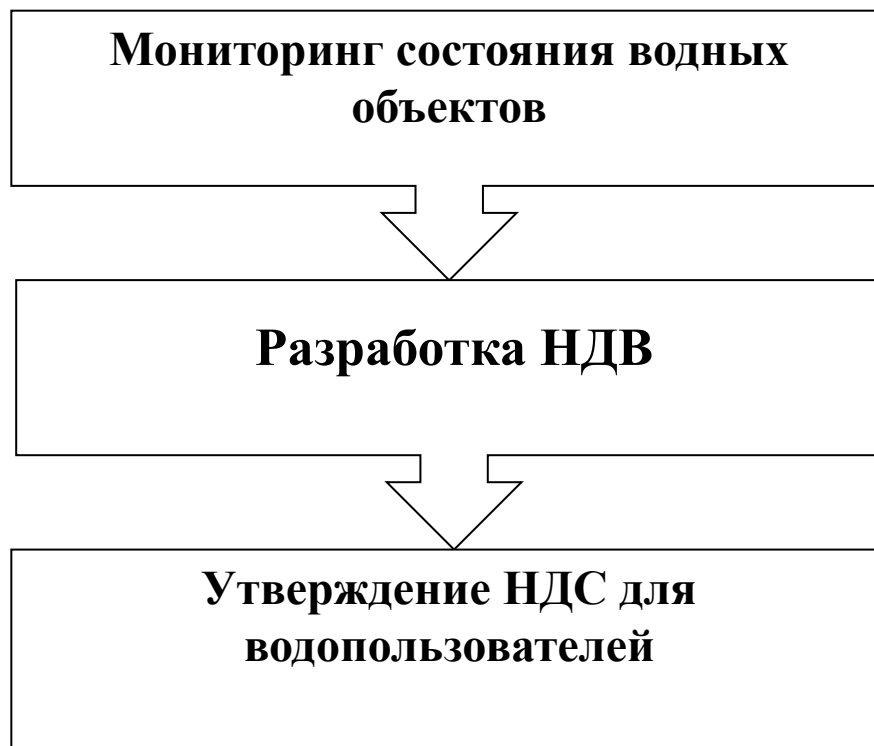 Мониторинг состояния водных
объектов
Разработка НДВ
Утверждение НДС для
водопользователей